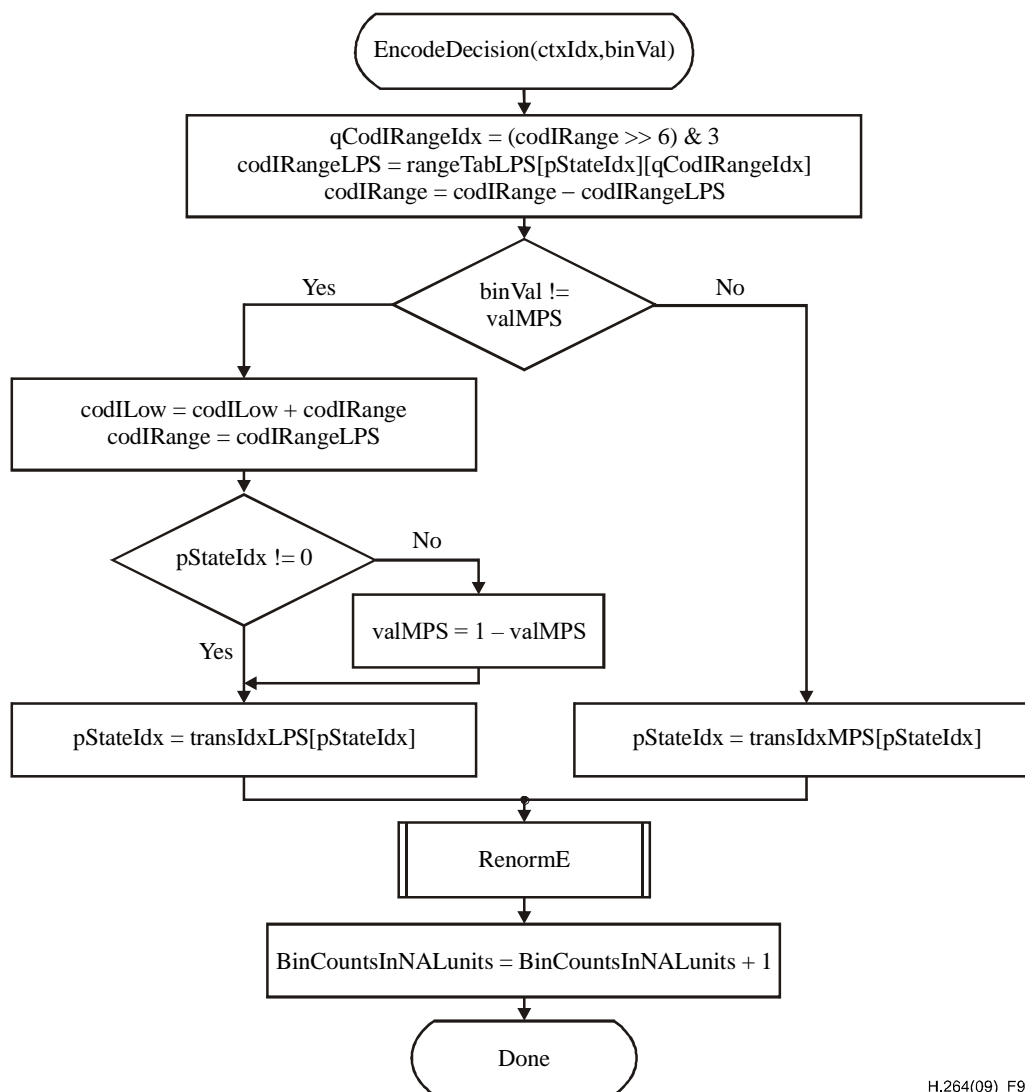 EncodeDecision(ctxIdx,binVal)
qCodIRangeIdx = (codIRange >> 6) & 3
codIRangeLPS = rangeTabLPS[pStateIdx][qCodIRangeIdx]
codIRange = codIRange – codIRangeLPS
Yes
binVal !=
valMPS
No
codILow = codILow + codIRange
codIRange = codIRangeLPS
pStateIdx != 0
No
valMPS = 1 – valMPS
Yes
pStateIdx = transIdxLPS[pStateIdx]
pStateIdx = transIdxMPS[pStateIdx]
RenormE
BinCountsInNALunits = BinCountsInNALunits + 1
Done
H.264(09)_F9